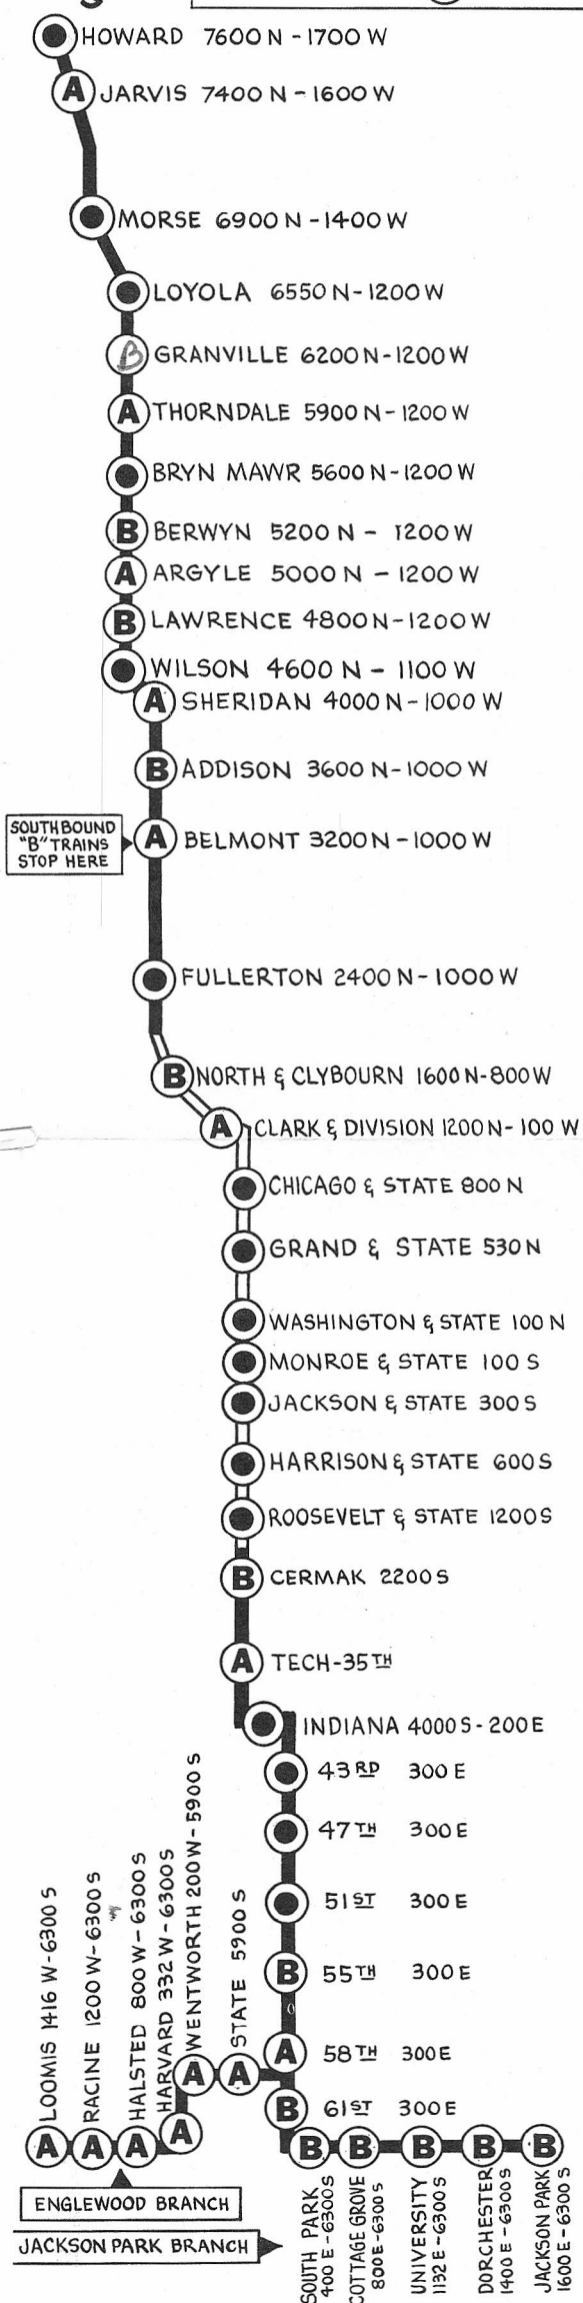 HOWARD 7600 N - 1700 W
A JARVIS 7400 N - 1600 W
MORSE 6900 N - 1400 W
LOYOLA 6550 N - 1200 W
B GRANVILLE 6200 N - 1200 W
A THORNDALE 5900 N - 1200 W
BRYN MAWR 5600 N - 1200 W
B BERWYN 5200 N - 1200 W
A ARGYLE 5000 N - 1200 W
B LAWRENCE 4800 N - 1200 W
WILSON 4600 N - 1100 W
A SHERIDAN 4000 N - 1000 W
B ADDISON 3600 N - 1000 W
SOUTHBOUND
"B" TRAINS
STOP HERE
A BELMONT 3200 N - 1000 W
FULLERTON 2400 N - 1000 W
B NORTH & CLYBOURN 1600 N - 800 W
A CLARK & DIVISION 1200 N - 100 W
CHICAGO & STATE 800 N
GRAND & STATE 530 N
WASHINGTON & STATE 100 N
MONROE & STATE 100 S
JACKSON & STATE 300 S
HARRISON & STATE 600 S
ROOSEVELT & STATE 1200 S
B CERMAK 2200 S
A TECH-35TH
INDIANA 4000 S - 200 E
43RD 300 E
47TH 300 E
51ST 300 E
B 55TH 300 E
A 58TH 300 E
B 61ST 300 E
A LOOMIS 1416 W - 6300 S
A RACINE 1200 W - 6300 S
A HALSTED 800 W - 6300 S
A HARVARD 332 W - 6300 S
A WENTWORTH 200 W - 5900 S
A STATE 5900 S
ENGLEWOOD BRANCH
JACKSON PARK BRANCH
B SOUTH PARK
400 E - 6300 S
B COTTAGE GROVE
800 E - 6300 S
B UNIVERSITY
1132 E - 6300 S
B DORCHESTER
1400 E - 6300 S
B JACKSON PARK
1600 E - 6300 S